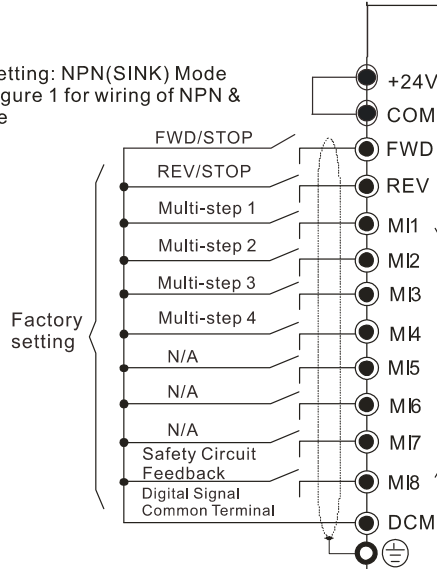 etting: NPN(SINK) Mode
gure 1 for wiring of NPN &
e
+24V
COM
FWD/STOP
FWD
REV/STOP
REV
Multi-step 1
MI1
Multi-step 2
MI2
Multi-step 3
MI3
Multi-step 4
MI4
Factory
setting
N/A
MI5
N/A
MI6
N/A
MI7
Safety Circuit
Feedback
MI8
Digital Signal
Common Terminal
DCM